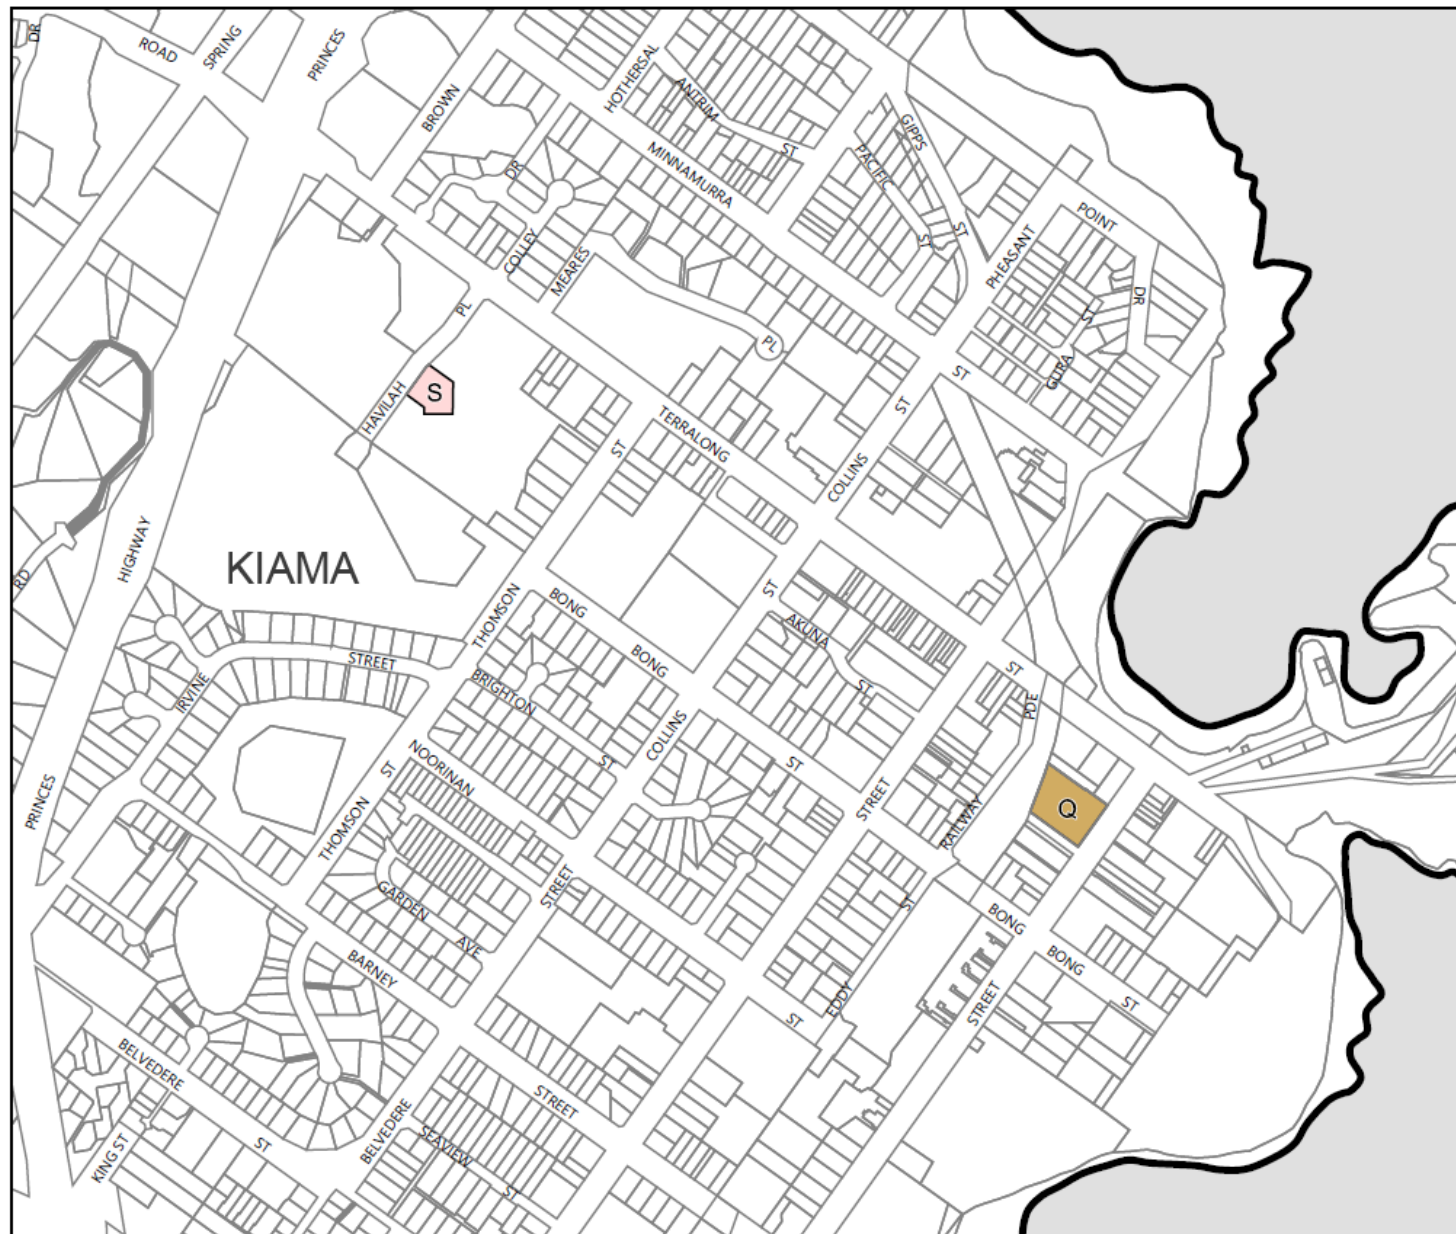 DR
ROAD
SPRING
PRINCES
BROWN
HOTHERSAL
ANTRIM
ST
GIPPS
PACIFIC
ST
ST
MINNAMURRA
DR
COLLEY
MEARES
POINT
PHEASANT
DR
ST
GURA
PL
PL
ST
HAVILAH
S
ST
TERRALONG
ST
COLLINS
HIGHWAY
RD
KIAMA
THOMSON
BONG
BONG
ST
AKUNA
ST
ST
STREET
IRVINE
BRIGHTON
ST
COLLINS
ST
PDE
NOORINAN
ST
PRINCES
THOMSON
STREET
RAILWAY
Q
GARDEN
AVE
STREET
ST
BONG
BONG
ST
BARNEY
EDDY
ST
STREET
BELVEDERE
ST
KING ST
BELVEDERE
STREET
SEAVIEW
ST